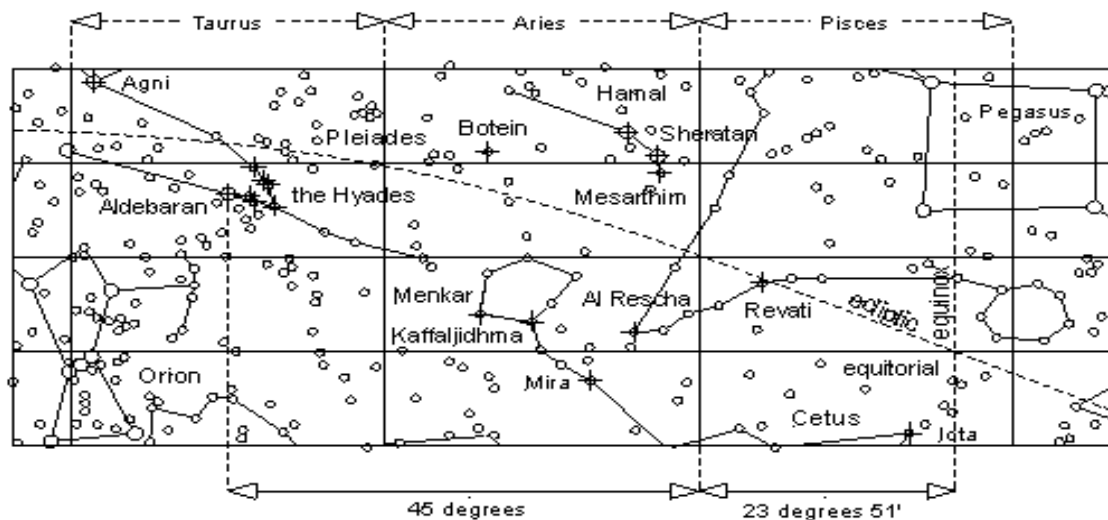 Taurus Aries Pisces
Agni
Hamal
Pegasus
Pleiades Botein Sheratan
Aldebaran the Hyades Mesarthim
Menkar Al Rescha Revati ecliptic equinox
Kaffaljidhma
Orion Mira equitorial
Cetus Jota
45 degrees 23 degrees 51'